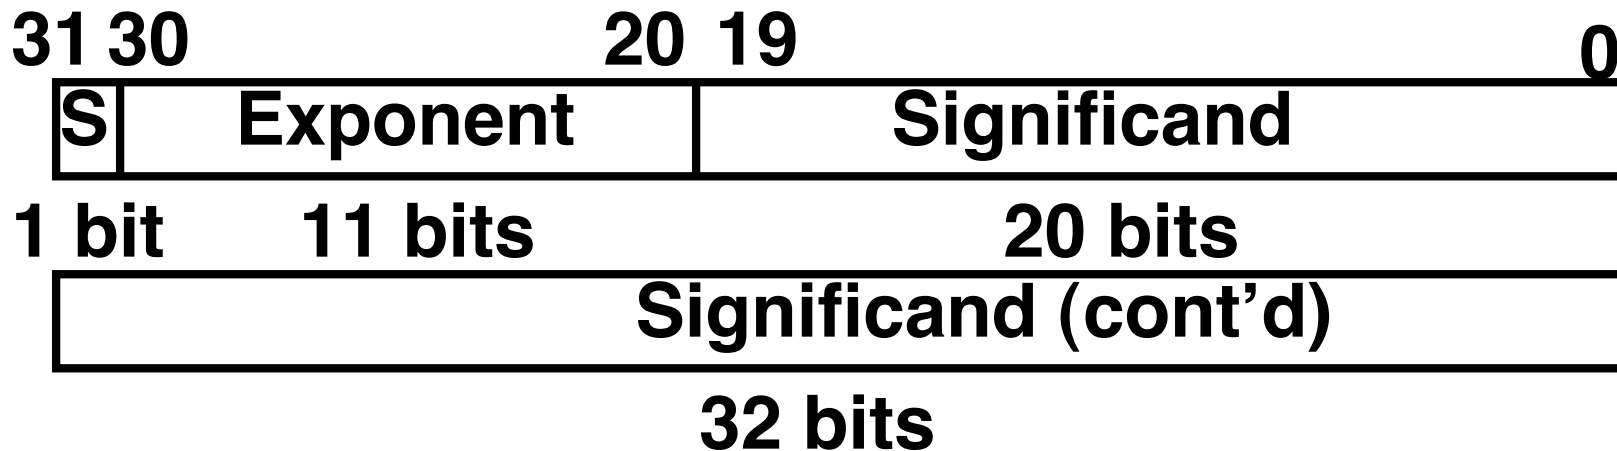 31 30 20 19 0
S Exponent Significand
1 bit 11 bits 20 bits
Significand (cont’d)
32 bits